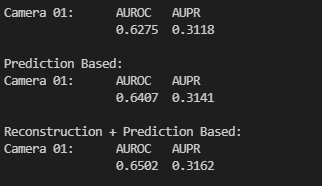 Camera 01: AUROC AUPR
0.6275 0.3118
Prediction Based:
Camera 01: AUROC AUPR
0.6407 0.3141
Reconstruction + Prediction Based:
Camera 01: AUROC AUPR
0.6502 0.3162